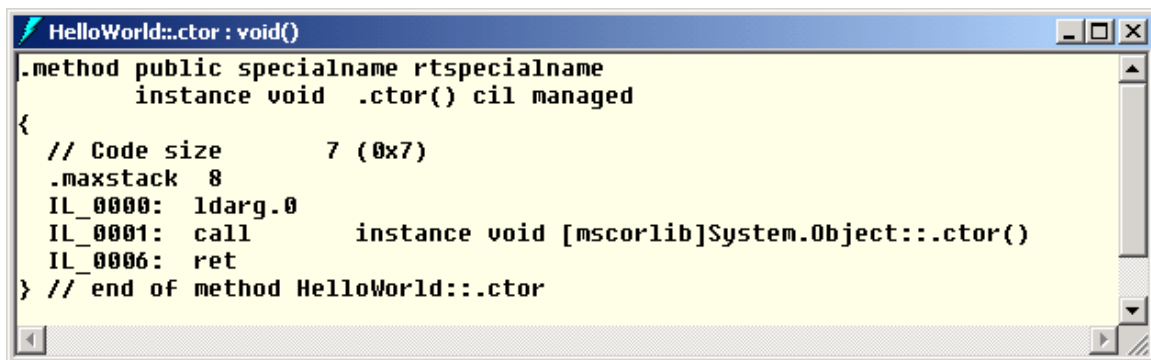 HelloWorld::.ctor : void()
.method public specialname rtspecialname
        instance void  .ctor() cil managed
{
  // Code size       7 (0x7)
  .maxstack  8
  IL_0000:  ldarg.0
  IL_0001:  call       instance void [mscorlib]System.Object::.ctor()
  IL_0006:  ret
} // end of method HelloWorld::.ctor